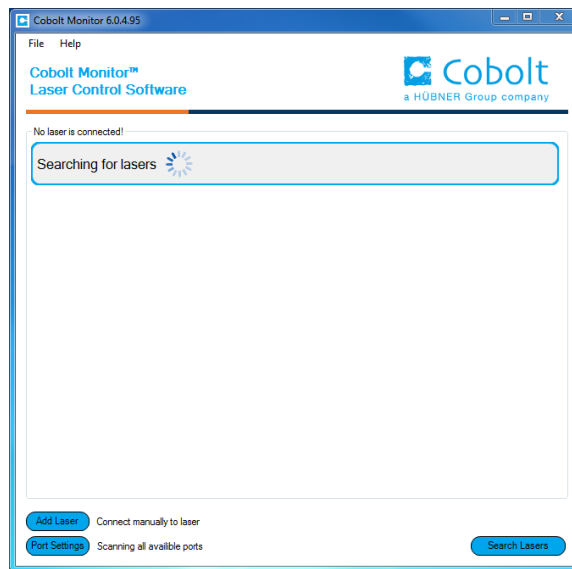 Cobolt Monitor 6.0.4.95
File Help
Cobolt Monitor™
Laser Control Software
Cobolt
a HÜBNER Group company
No laser is connected!
Searching for lasers
Add Laser Connect manually to laser
Port Settings Scanning all availible ports
Search Lasers